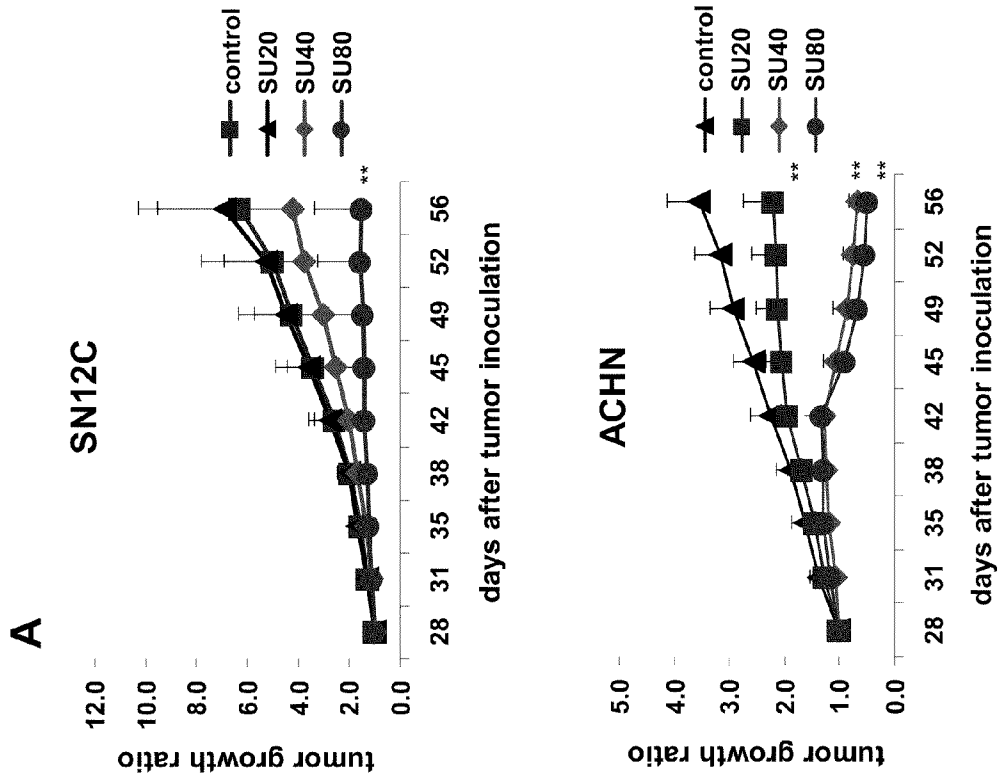 A
SN12C
tumor growth ratio
12.0
10.0
8.0
6.0
4.0
2.0
0.0
28 31 35 38 42 45 49 52 56
days after tumor inoculation
**
control
SU20
SU40
SU80
ACHN
tumor growth ratio
5.0
4.0
3.0
2.0
1.0
0.0
28 31 35 38 42 45 49 52 56
days after tumor inoculation
**
**
**
control
SU20
SU40
SU80